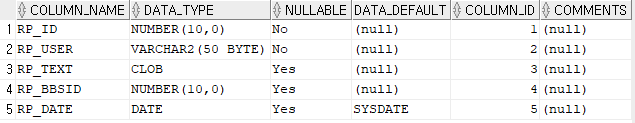 COLUMN_NAME DATA_TYPE NULLABLE DATA_DEFAULT COLUMN_ID COMMENTS
1 RP_ID NUMBER(10,0) No (null) 1 (null)
2 RP_USER VARCHAR2(50 BYTE) No (null) 2 (null)
3 RP_TEXT CLOB Yes (null) 3 (null)
4 RP_BBSID NUMBER(10,0) Yes (null) 4 (null)
5 RP_DATE DATE Yes SYSDATE 5 (null)